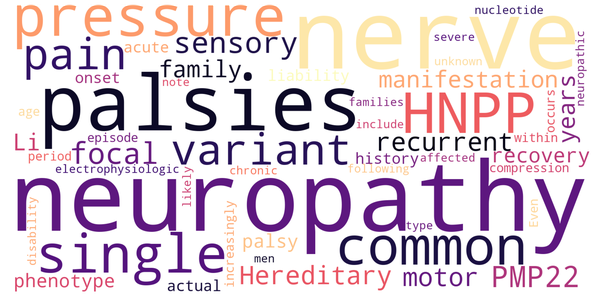 pressure nerve nucleotide
pain acute sensory severe
family liability unknown
onset note manifestation neuropathic
palsies families HNPP occurs years
age
Li episode variant include recurrent within
period focal history affected recovery
electrophysiologic chronic following compression
neuropathy likely type Even
disability single increasingly palsy men common
phenotype actual Hereditary motor PMP22